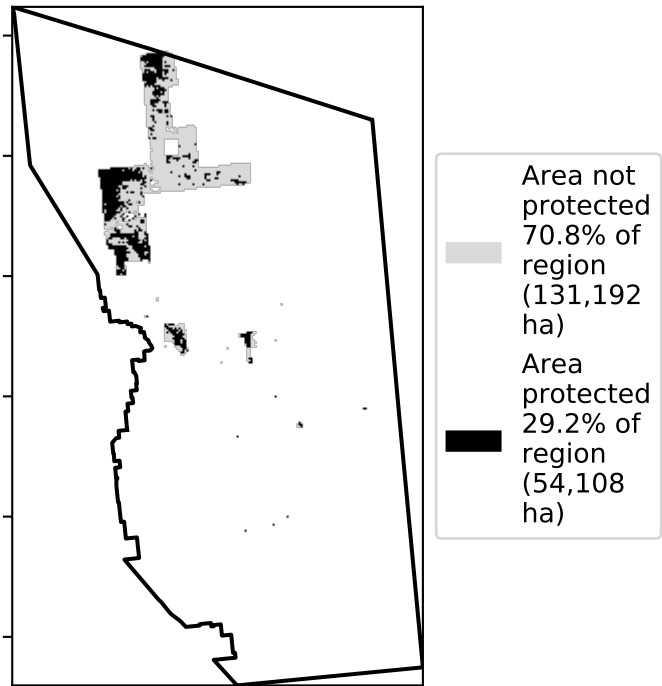 Area not
protected
70.8% of
region
(131,192
ha)
Area
protected
29.2% of
region
(54,108
ha)